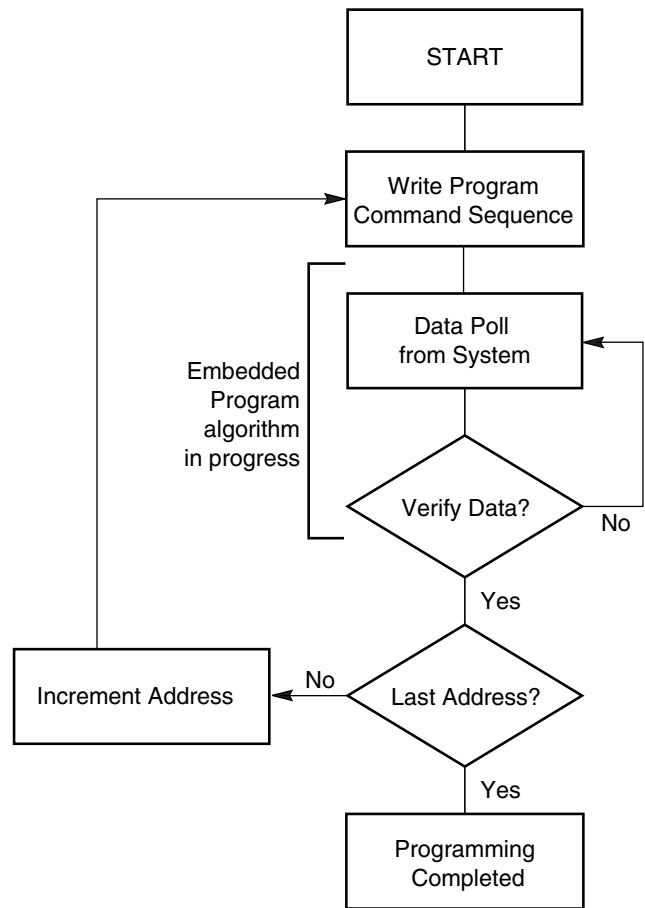 START
Write Program
Command Sequence
Data Poll
from System
Embedded
Program
algorithm
in progress
Verify Data?
No
Yes
Increment Address
No
Last Address?
Yes
Programming
Completed